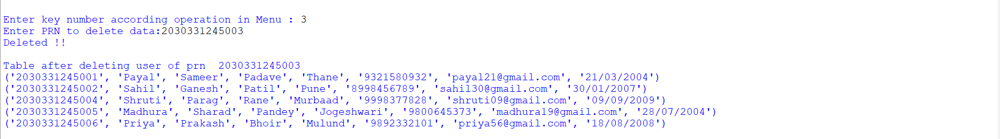 Enter key number according operation in Menu : 3
Enter PRN to delete data:2030331245003
Deleted !!
Table after deleting user of prn  2030331245003
('2030331245001', 'Payal', 'Sameer', 'Padave', 'Thane', '9321580932', 'payal21@gmail.com', '21/03/2004')
('2030331245002', 'Sahil', 'Ganesh', 'Patil', 'Pune', '8998456789', 'sahil30@gmail.com', '30/01/2007')
('2030331245004', 'Shruti', 'Parag', 'Rane', 'Murbaad', '9998377828', 'shruti09@gmail.com', '09/09/2009')
('2030331245005', 'Madhura', 'Sharad', 'Pandey', 'Jogeshwari', '9800645373', 'madhura19@gmail.com', '28/07/2004')
('2030331245006', 'Priya', 'Prakash', 'Bhoir', 'Mulund', '9892332101', 'priya56@gmail.com', '18/08/2008')